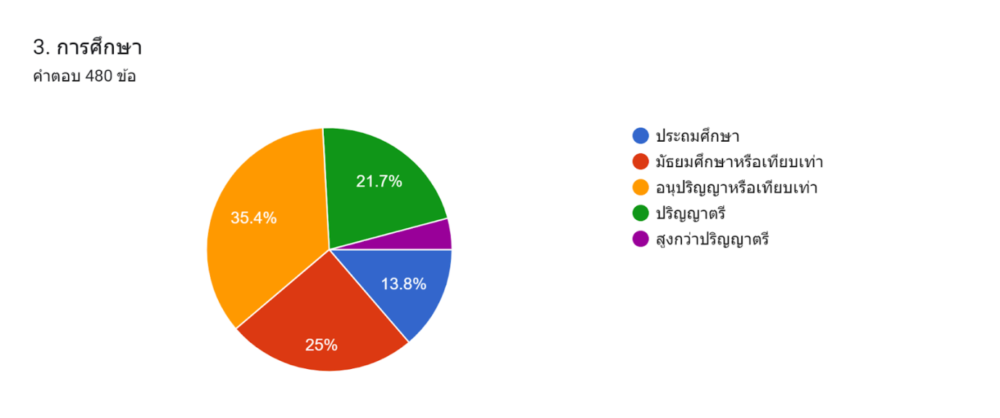 3. การศึกษา
คำตอบ 480 ข้อ
21.7%
35.4%
13.8%
25%
ประถมศึกษา
มัธยมศึกษาหรือเทียบเท่า
อนุปริญญาหรือเทียบเท่า
ปริญญาตรี
สูงกว่าปริญญาตรี